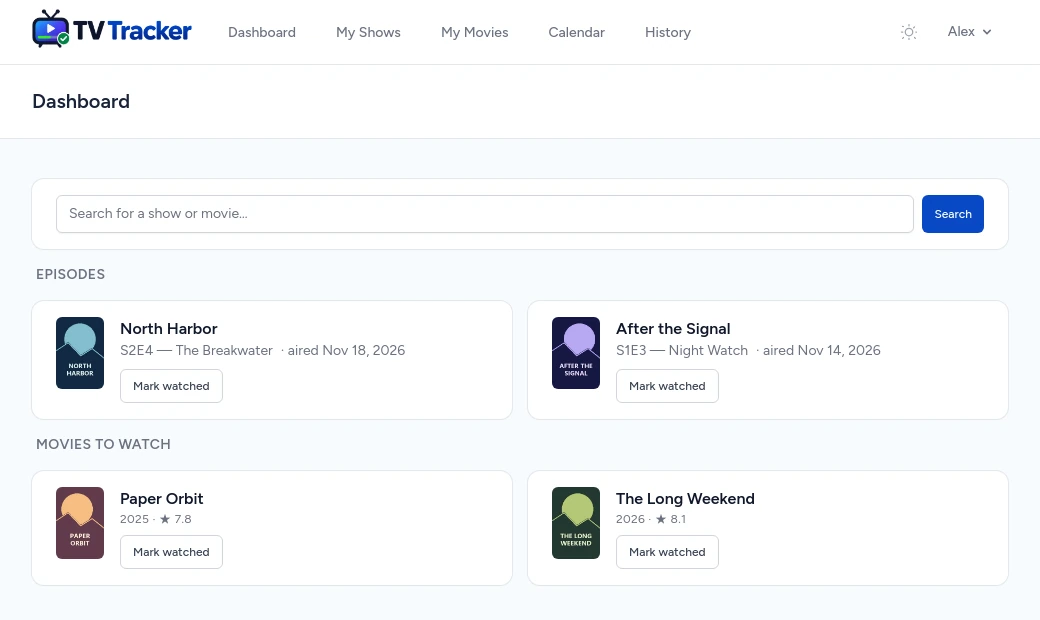 TV Tracker
Dashboard
My Shows
My Movies
Calendar
History
Alex
Dashboard
Search for a show or movie...
Search
EPISODES
NORTH
HARBOR
North Harbor
S2E4 — The Breakwater · aired Nov 18, 2026
Mark watched
AFTER THE
SIGNAL
After the Signal
S1E3 — Night Watch · aired Nov 14, 2026
Mark watched
MOVIES TO WATCH
PAPER
ORBIT
Paper Orbit
2025 · ★ 7.8
Mark watched
THE LONG
WEEKEND
The Long Weekend
2026 · ★ 8.1
Mark watched